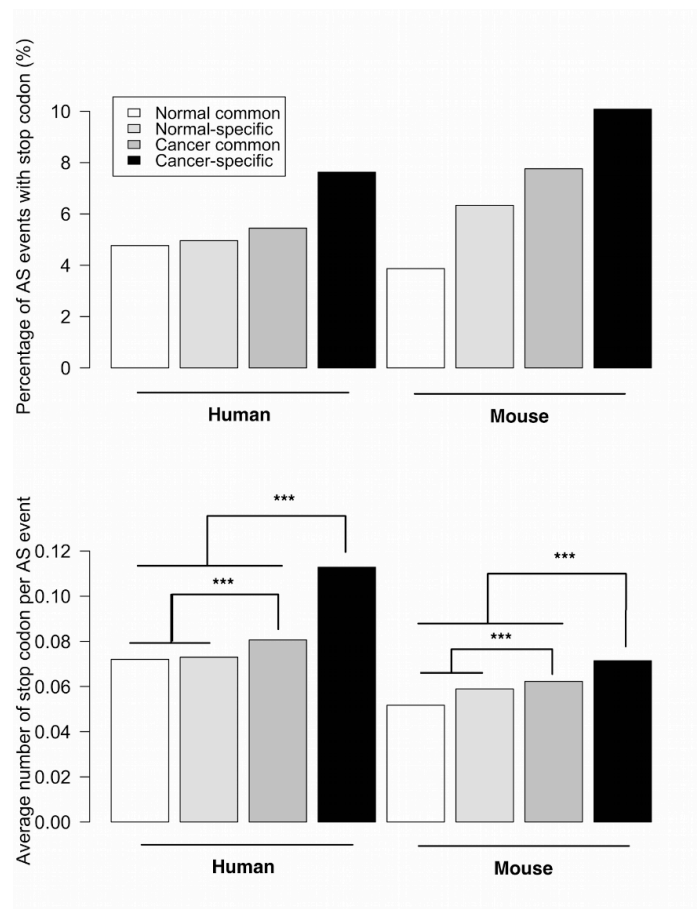 Percentage of AS events with stop codon (%)
10
8
6
4
2
0
Normal common
Normal-specific
Cancer common
Cancer-specific
Human
Mouse
Average number of stop codon per AS event
0.12
0.10
0.08
0.06
0.04
0.02
0.00
***
***
***
***
Human
Mouse